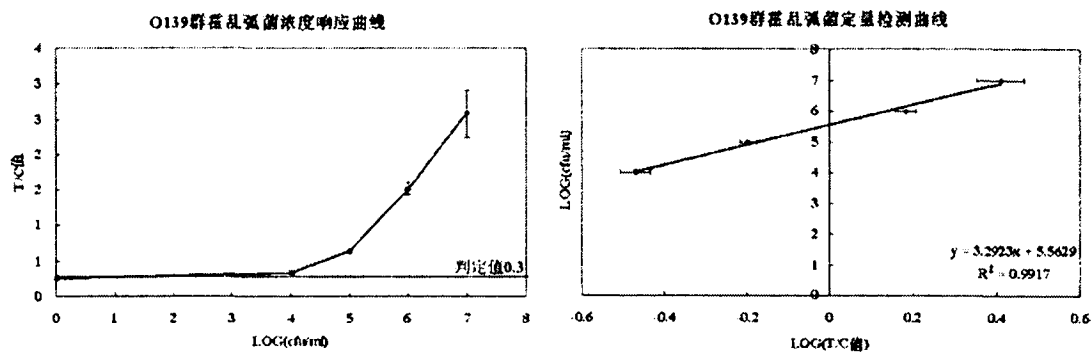 O139群霍乱弧菌浓度响应曲线
4
3
3
2
2
1
1
0
T/C值
判定值0.3
0 1 2 3 4 5 6 7 8
LOG(cfu/ml)
O139群霍乱弧菌定量检测曲线
8
7
6
5
4
3
2
1
0
LOG(cfu/ml)
y = 3.2923x + 5.5629
R² = 0.9917
-0.6 -0.4 -0.2 0 0.2 0.4 0.6
LOG(T/C值)